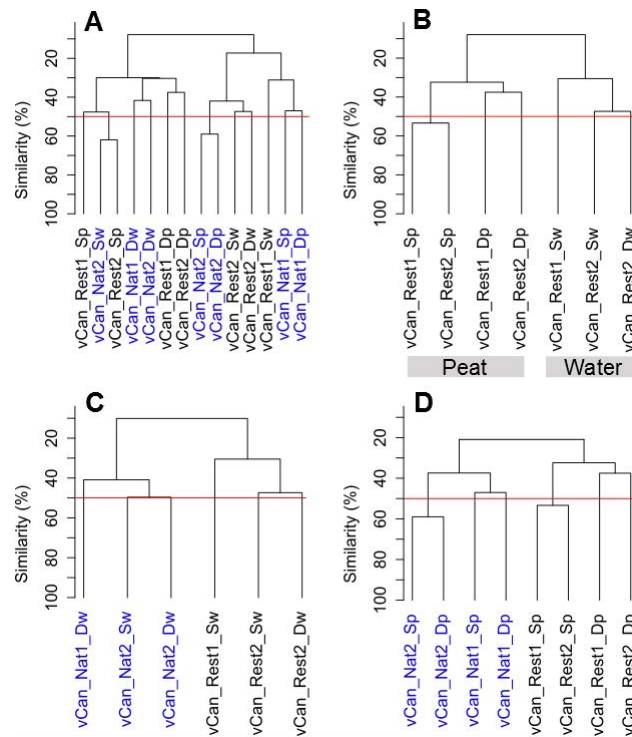 A
Similarity (%)
20
40
60
80
100
vCan_Rest1_Sp
vCan_Nat2_Sw
vCan_Rest2_Sp
vCan_Nat1_Dw
vCan_Nat2_Dw
vCan_Rest1_Dp
vCan_Rest2_Dp
vCan_Nat2_Sp
vCan_Nat2_Dp
vCan_Rest2_Sw
vCan_Rest2_Dw
vCan_Rest1_Sw
vCan_Nat1_Sp
vCan_Nat1_Dp
B
Similarity (%)
20
40
60
80
100
vCan_Rest1_Sp
vCan_Rest2_Sp
vCan_Rest1_Dp
vCan_Rest2_Dp
vCan_Rest1_Sw
vCan_Rest2_Sw
vCan_Rest2_Dw
Peat
Water
C
Similarity (%)
20
40
60
80
100
vCan_Nat1_Dw
vCan_Nat2_Sw
vCan_Nat2_Dw
vCan_Rest1_Sw
vCan_Rest2_Sw
vCan_Rest2_Dw
D
Similarity (%)
20
40
60
80
100
vCan_Nat2_Sp
vCan_Nat2_Dp
vCan_Nat1_Sp
vCan_Nat1_Dp
vCan_Rest1_Sp
vCan_Rest2_Sp
vCan_Rest1_Dp
vCan_Rest2_Dp